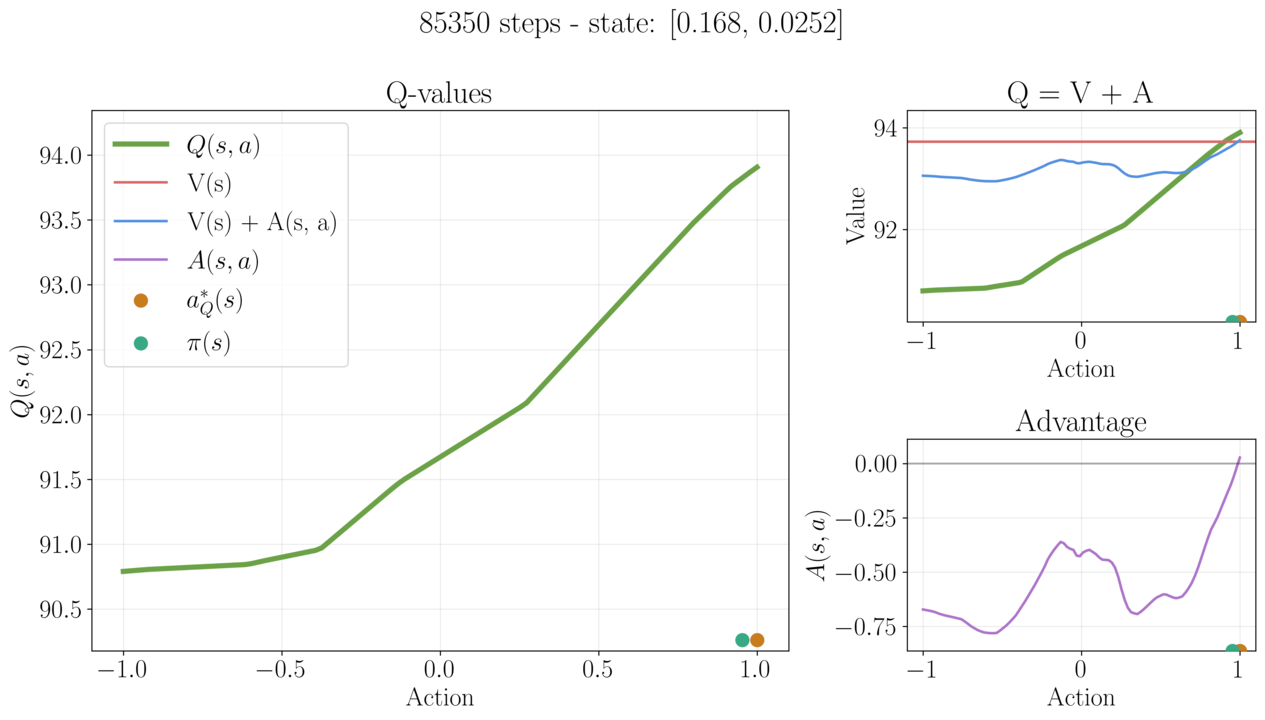 85350 steps - state: [0.168, 0.0252]
Q-values
Q(s, a)
94.0
93.5
93.0
92.5
92.0
91.5
91.0
90.5
−1.0 −0.5 0.0 0.5 1.0
Action
Q(s, a)
V(s)
V(s) + A(s, a)
A(s, a)
a*Q(s)
π(s)
Q = V + A
Value
94
92
−1 0 1
Action
Advantage
A(s, a)
0.00
−0.25
−0.50
−0.75
−1 0 1
Action